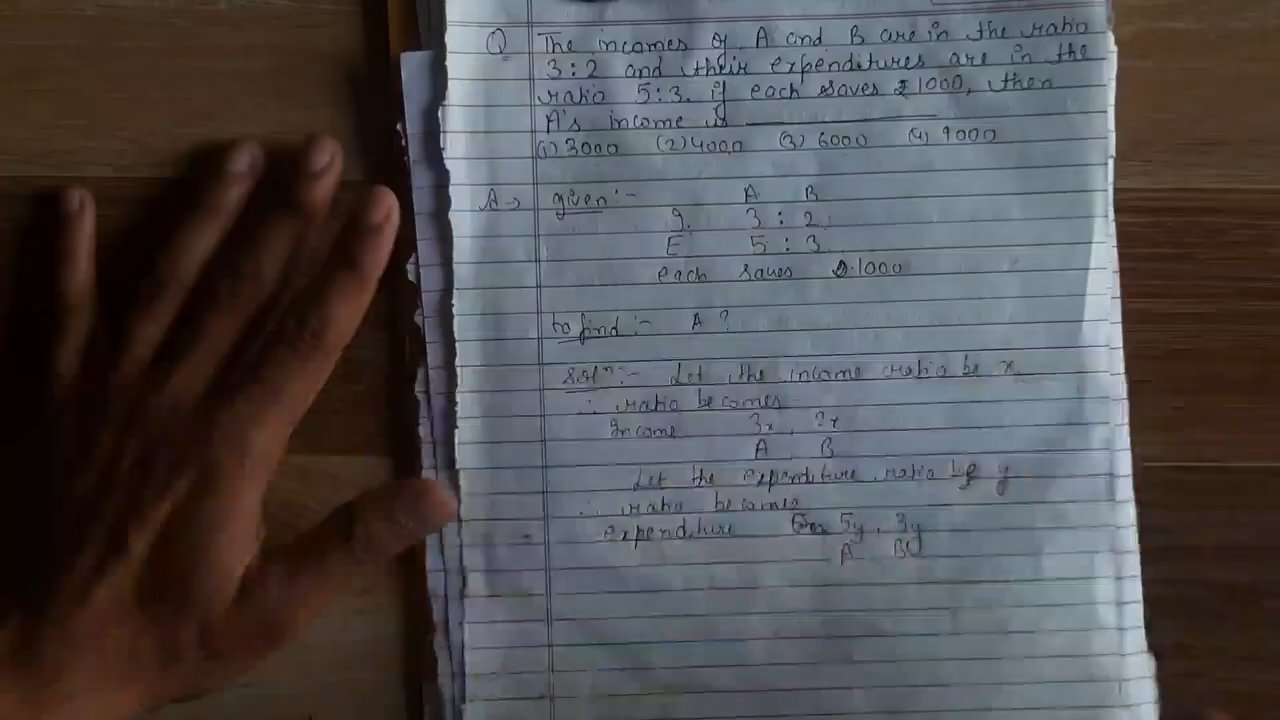 Q The incomes of A and B are in the ratio
3:2 and their expenditures are in the
ratio 5:3. if each saves ₹1000, then
A's income is ________
(1) 3000 (2) 4000 (3) 6000 (4) 9000
A→ given:- A B
I. 3 : 2
E 5 : 3
each saves 1000
to find:- A ?
Solⁿ:- Let the income ratio be x
∴ ratio becomes
Income 3x, 2x
A B
Let the expenditure ratio be y
∴ ratio becomes
expenditure 5y, 3y
A B